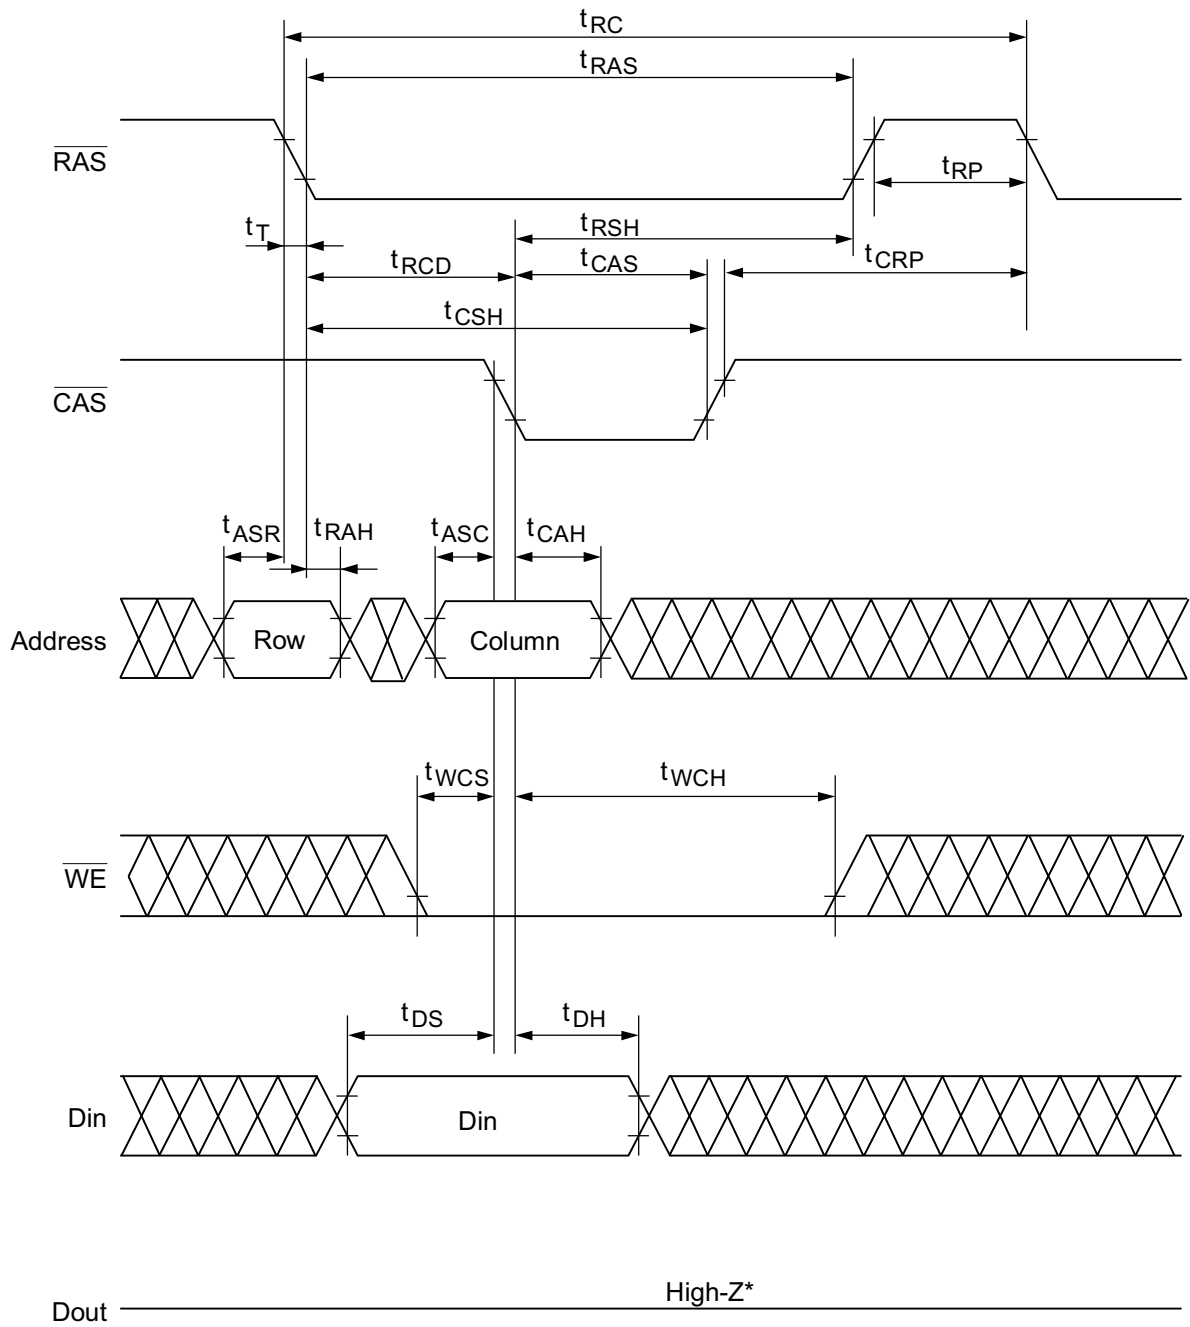 tRC
tRAS
RAS
tRP
tT
tRSH
tRCD
tCAS
tCRP
tCSH
CAS
tASR
tRAH
tASC
tCAH
Address
Row
Column
tWCS
tWCH
WE
tDS
tDH
Din
Din
High-Z*
Dout